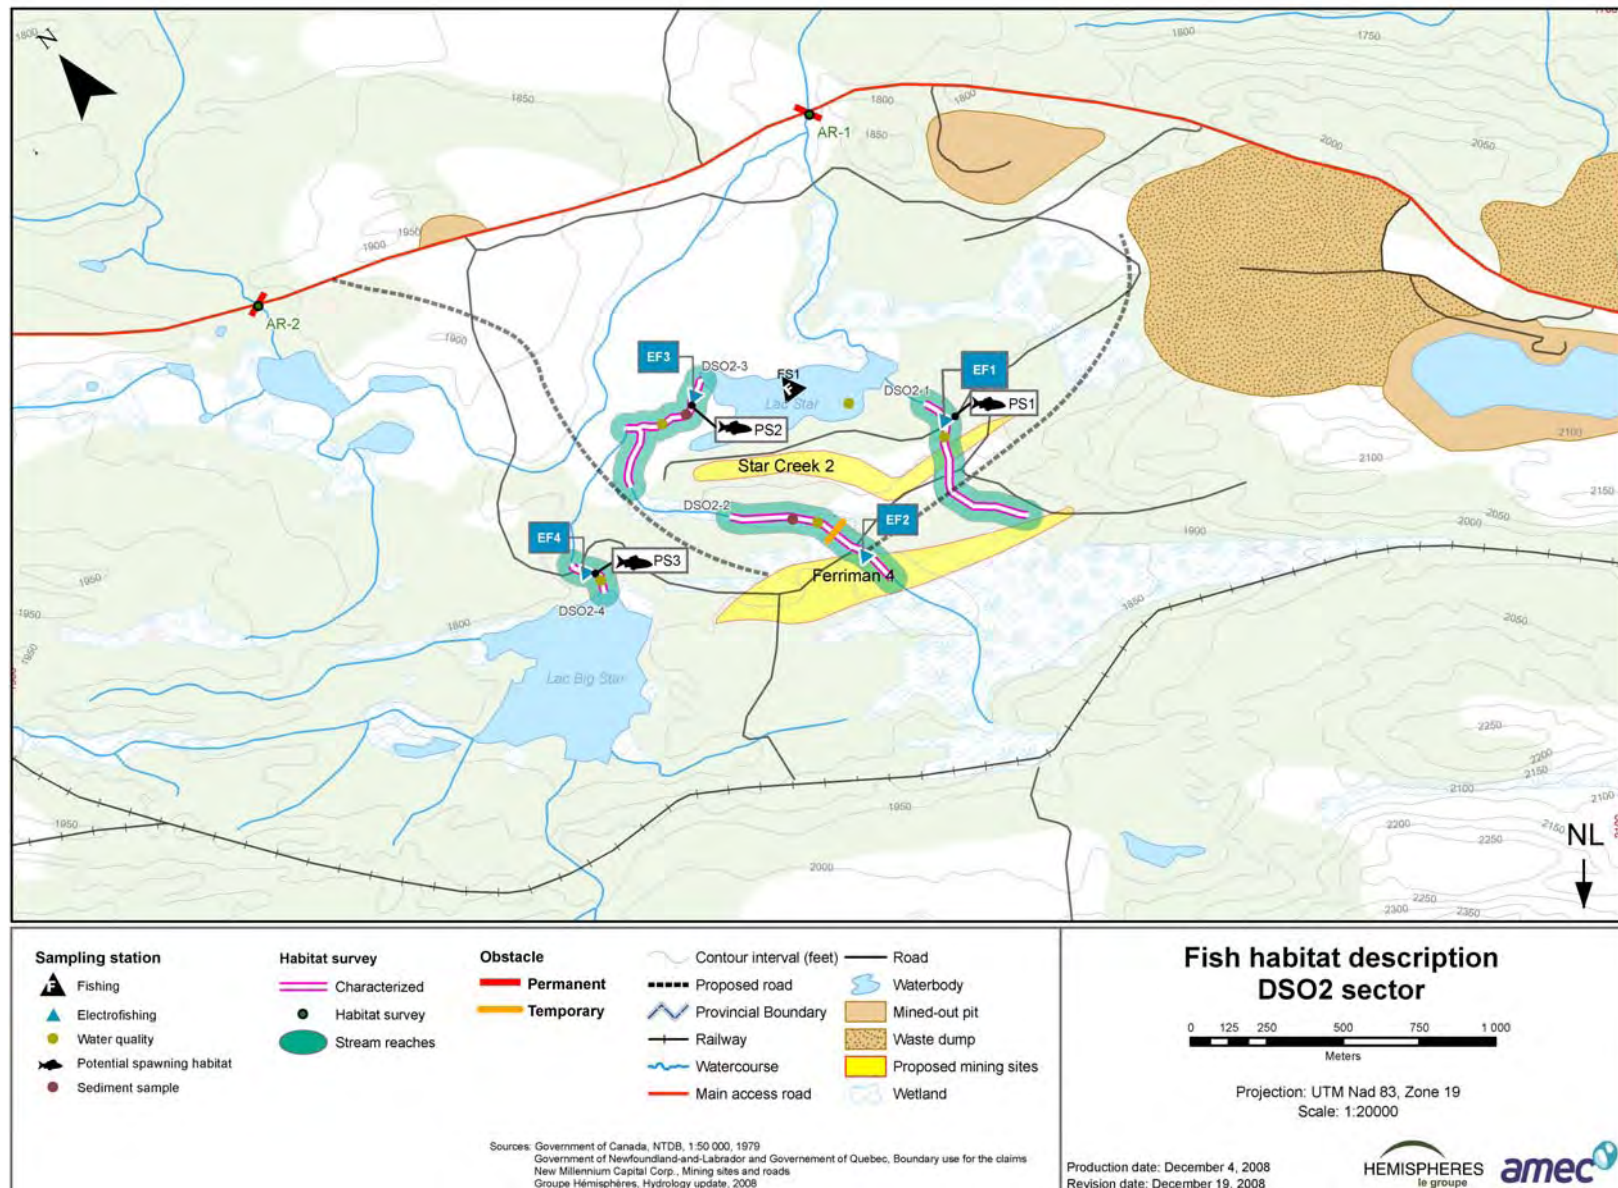 N
1800
1850
1800
1750
1800
1800
1850
2000
2050
2050
AR-1
1900
1950
AR-2
1900
EF3
DSO2-3
FS1
F
Lac Star
DSO2-1
EF1
PS1
PS2
Star Creek 2
2100
2100
2150
2050
2000
1900
DSO2-2
EF2
EF4
PS3
Ferriman 4
DSO2-4
1950
1950
1950
1800
1850
2050
Lac Big Star
2250
2200
2150
2100
2100
1950
1950
2200
2250
2150
2000
NL
2300
2250
2350
Sampling station
F Fishing
Electrofishing
Water quality
Potential spawning habitat
Sediment sample
Habitat survey
Characterized
Habitat survey
Stream reaches
Obstacle
Permanent
Temporary
Contour interval (feet)
Proposed road
Provincial Boundary
Railway
Watercourse
Main access road
Road
Waterbody
Mined-out pit
Waste dump
Proposed mining sites
Wetland
Sources: Government of Canada, NTDB, 1:50 000, 1979
Government of Newfoundland-and-Labrador and Governement of Quebec, Boundary use for the claims
New Millennium Capital Corp., Mining sites and roads
Groupe Hémisphères, Hydrology update, 2008
Fish habitat description
DSO2 sector
0 125 250 500 750 1 000
Meters
Projection: UTM Nad 83, Zone 19
Scale: 1:20000
Production date: December 4, 2008
Revision date: December 19, 2008
HEMISPHERES
le groupe
amec